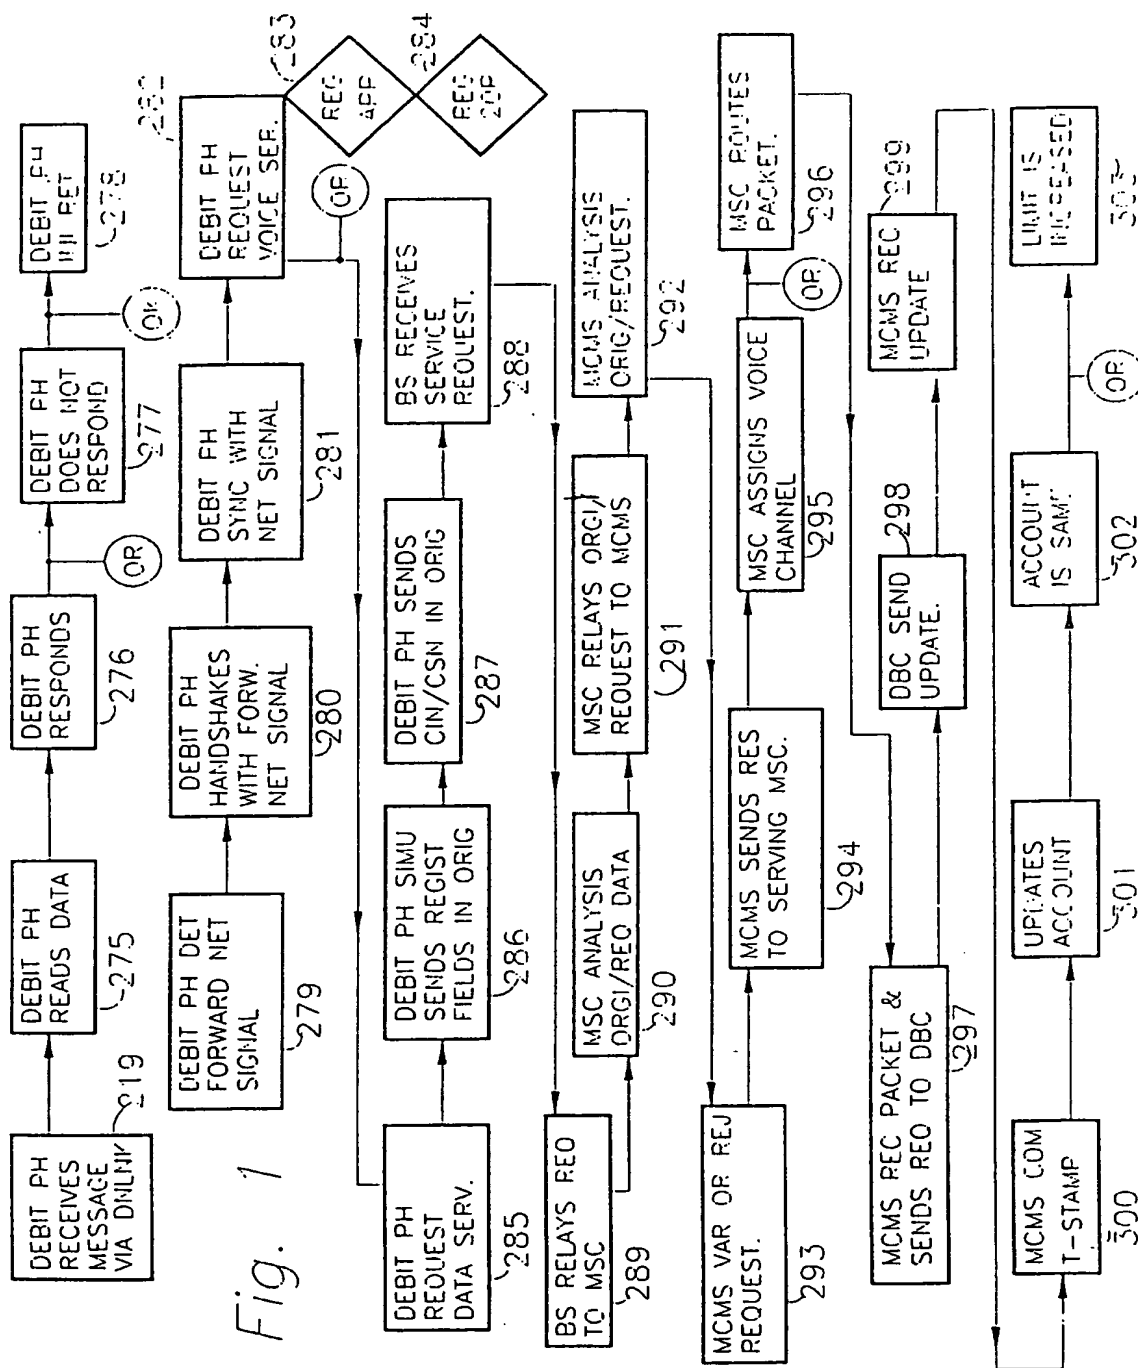 DEBIT PH
RECEIVES
MESSAGE
VIA DNLNK
219
DEBIT PH
READS DATA
275
DEBIT PH
RESPONDS
276
OR
DEBIT PH
DOES NOT
RESPOND
277
OR
DEBIT PH
RET
278
DEBIT PH DET
FORWARD NET
SIGNAL
279
DEBIT PH
HANDSHAKES
WITH FORW.
NET SIGNAL
280
DEBIT PH
SYNC WITH
NET SIGNAL
281
DEBIT PH
REQUEST
VOICE SER.
282
REG
APP
283
REG
284
OR
Fig. 1
DEBIT PH
REQUEST
DATA SERV.
285
DEBIT PH SIMU
SENDS REGIST
FIELDS IN ORIG
286
DEBIT PH SENDS
CIN/CSN IN ORIG
287
BS RECEIVES
SERVICE
REQUEST.
288
BS RELAYS REQ
TO MSC
289
MSC ANALYSIS
ORGI/REQ DATA
290
MSC RELAYS ORGI/
REQUEST TO MCMS
291
MCMS ANALYSIS
ORIG/REQUEST.
292
MCMS VAR OR REJ
REQUEST.
293
MCMS SENDS RES
TO SERVING MSC.
294
MSC ASSIGNS VOICE
CHANNEL
295
OR
MSC ROUTES
PACKET.
296
MCMS REC PACKET &
SENDS REQ TO DBC
297
DBC SEND
UPDATE.
298
MCMS REC
UPDATE
299
MCMS COM
T-STAMP
300
UPDATES
ACCOUNT
301
ACCOUNT
IS SAME
302
OR
LIMIT IS
INCREASED
303